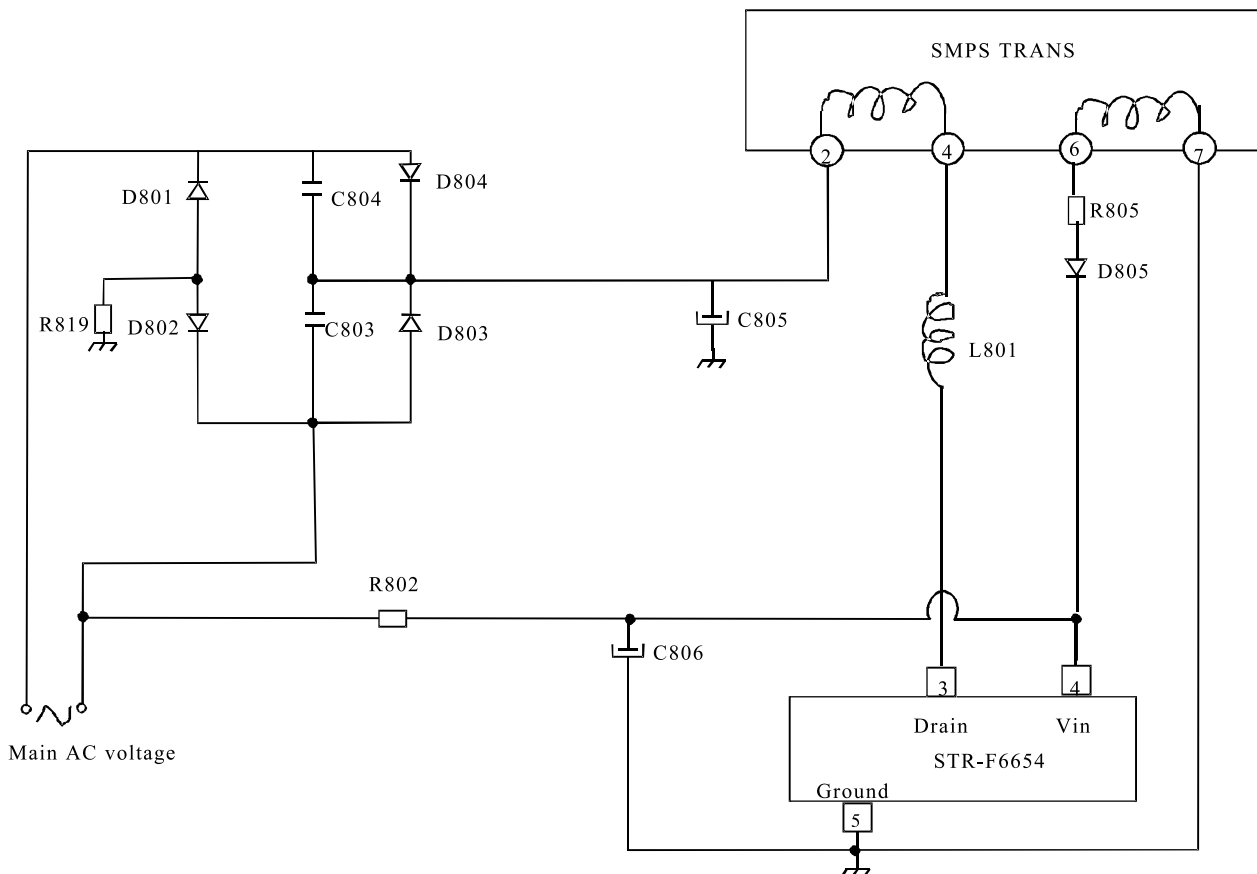 SMPS TRANS
2
4
6
7
D801
C804
D804
R805
D805
R819
D802
C803
D803
C805
L801
R802
C806
3
4
Main AC voltage
Drain
Vin
STR-F6654
Ground
5